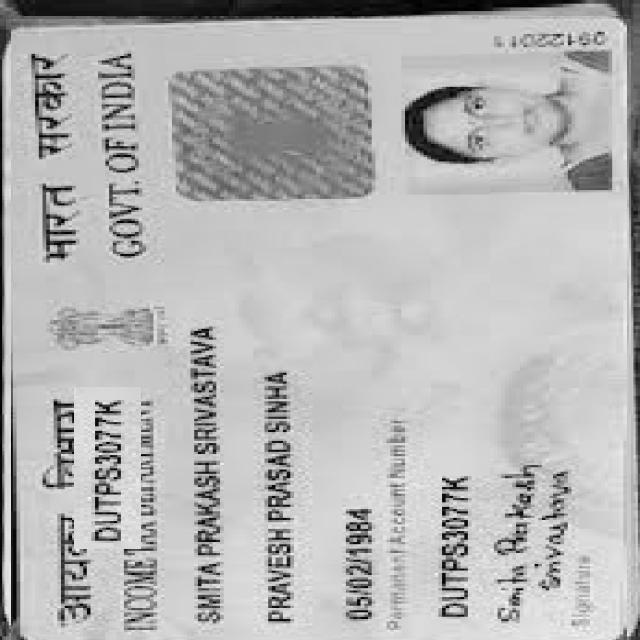 आयकर विभाग
भारत सरकार
DUTPS3077K
INCOME TAX DEPARTMENT
GOVT. OF INDIA
SMITA PRAKASH SRIVASTAVA
PRAVESH PRASAD SINHA
05/02/1984
Permanent Account Number
DUTPS3077K
Smita Prakash
Srivastava
Signature
09122011